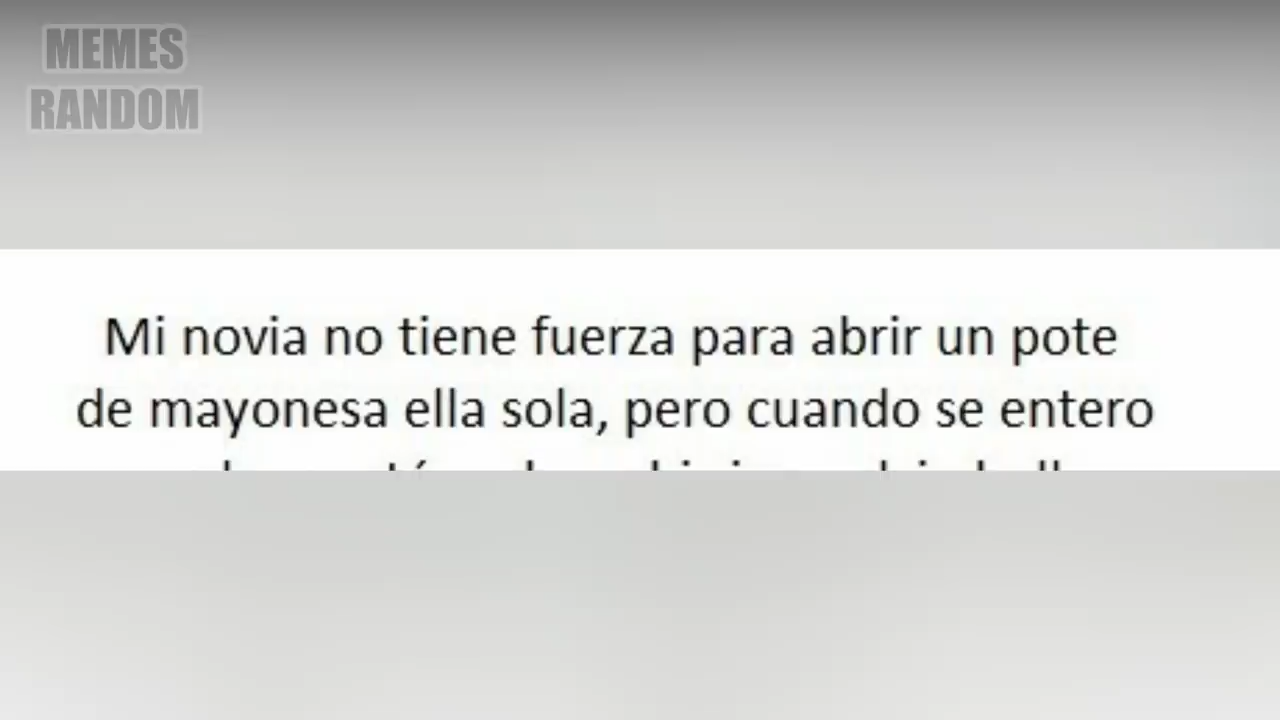 MEMES
RANDOM
Mi novia no tiene fuerza para abrir un pote
de mayonesa ella sola, pero cuando se entero